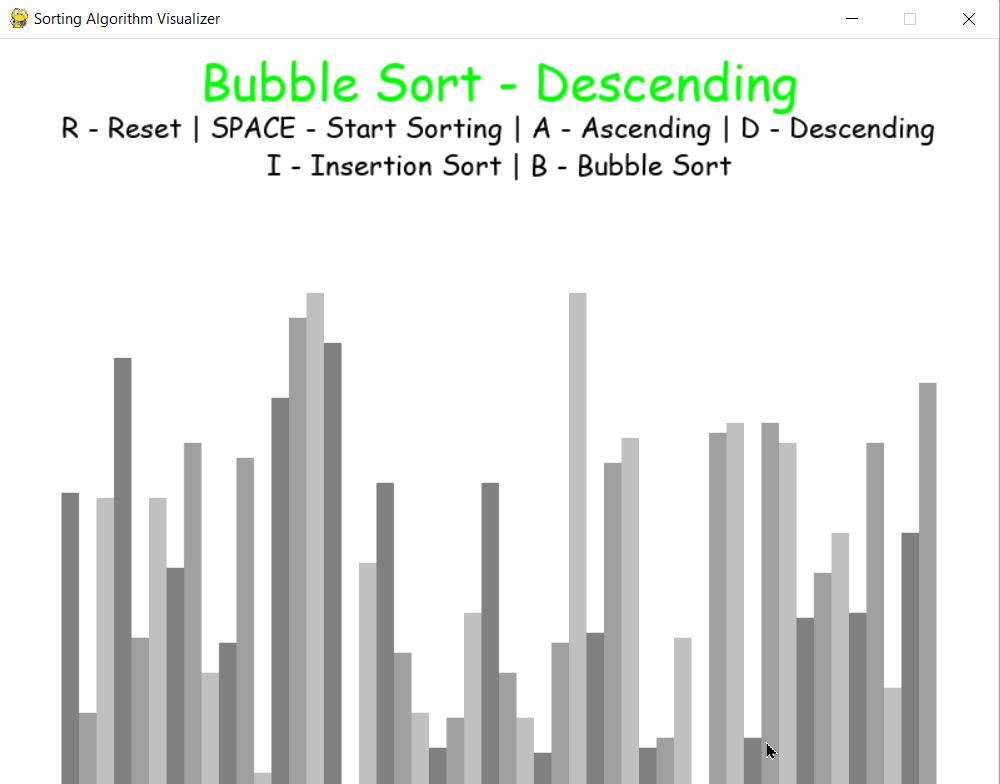 Sorting Algorithm Visualizer
Bubble Sort - Descending
R - Reset | SPACE - Start Sorting | A - Ascending | D - Descending
I - Insertion Sort | B - Bubble Sort